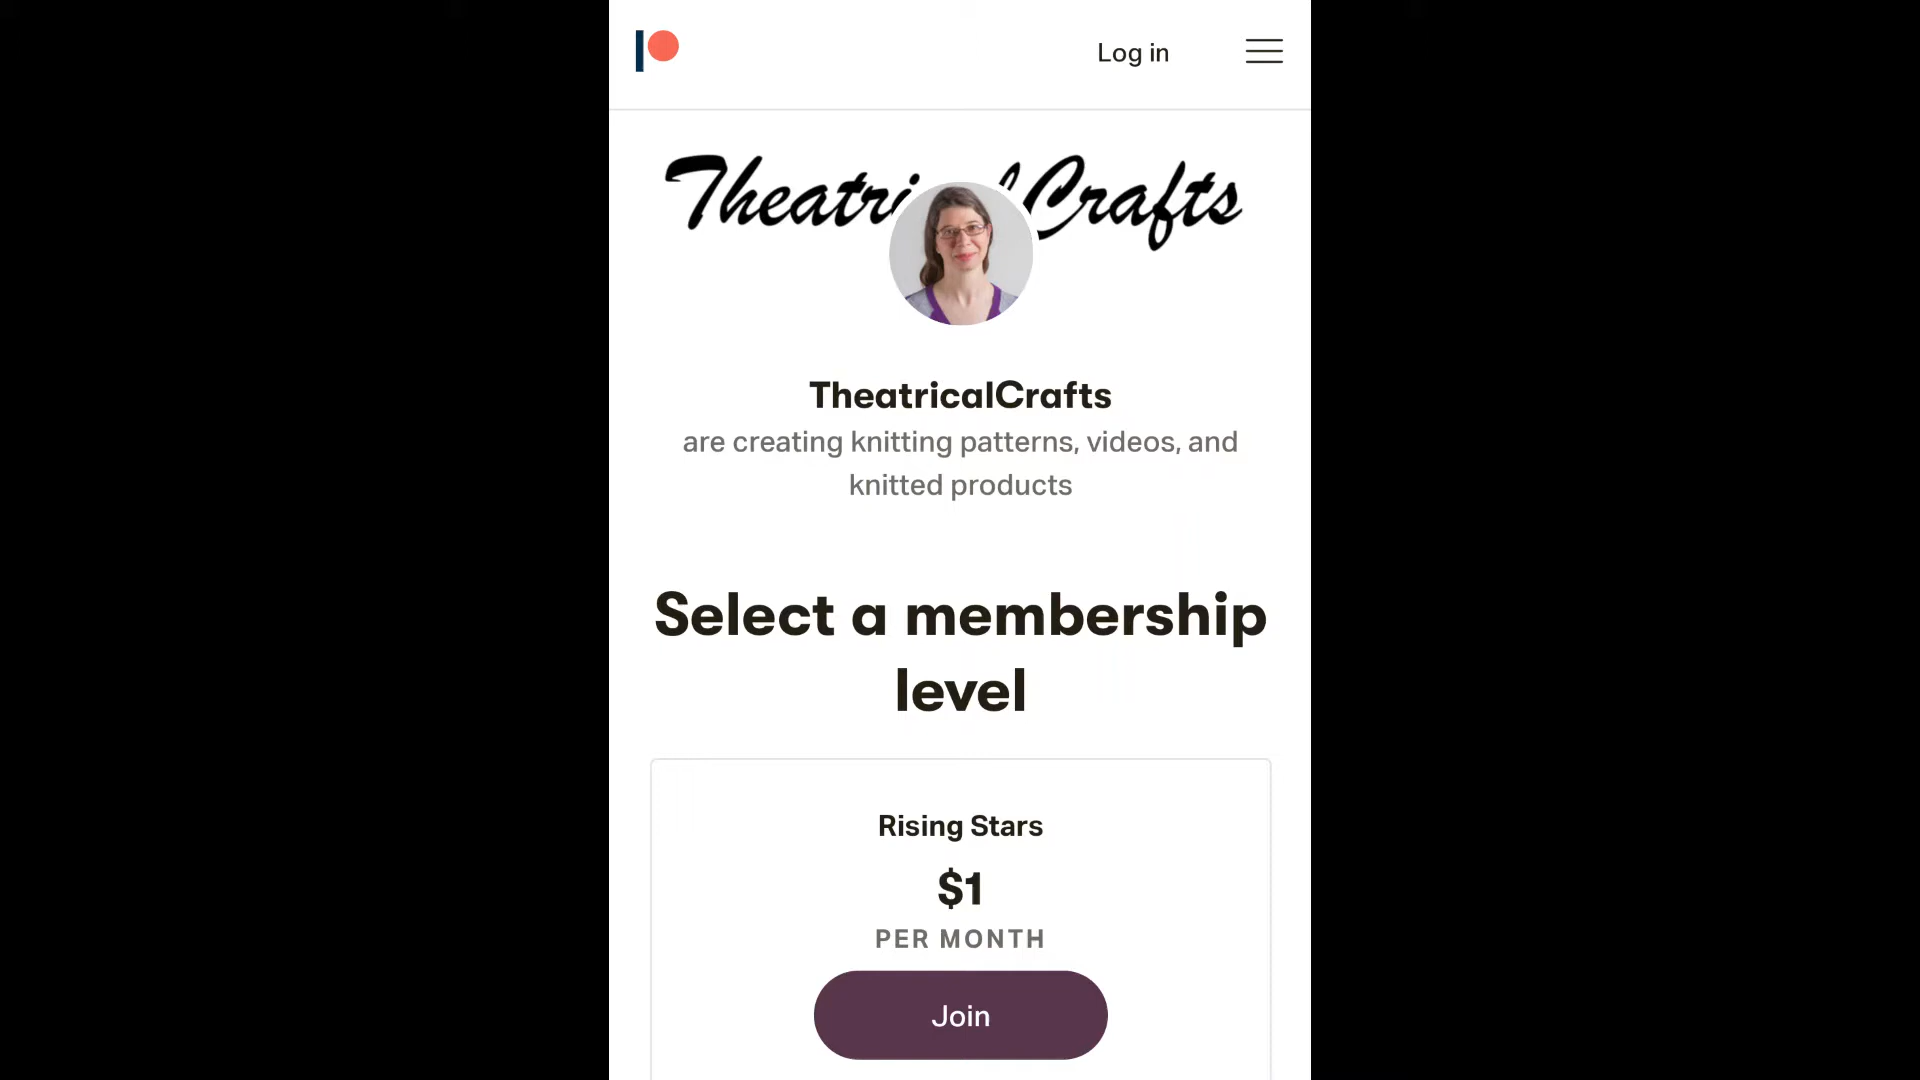 Log in
Theatrical Crafts
TheatricalCrafts
are creating knitting patterns, videos, and
knitted products
Select a membership
level
Rising Stars
$1
PER MONTH
Join